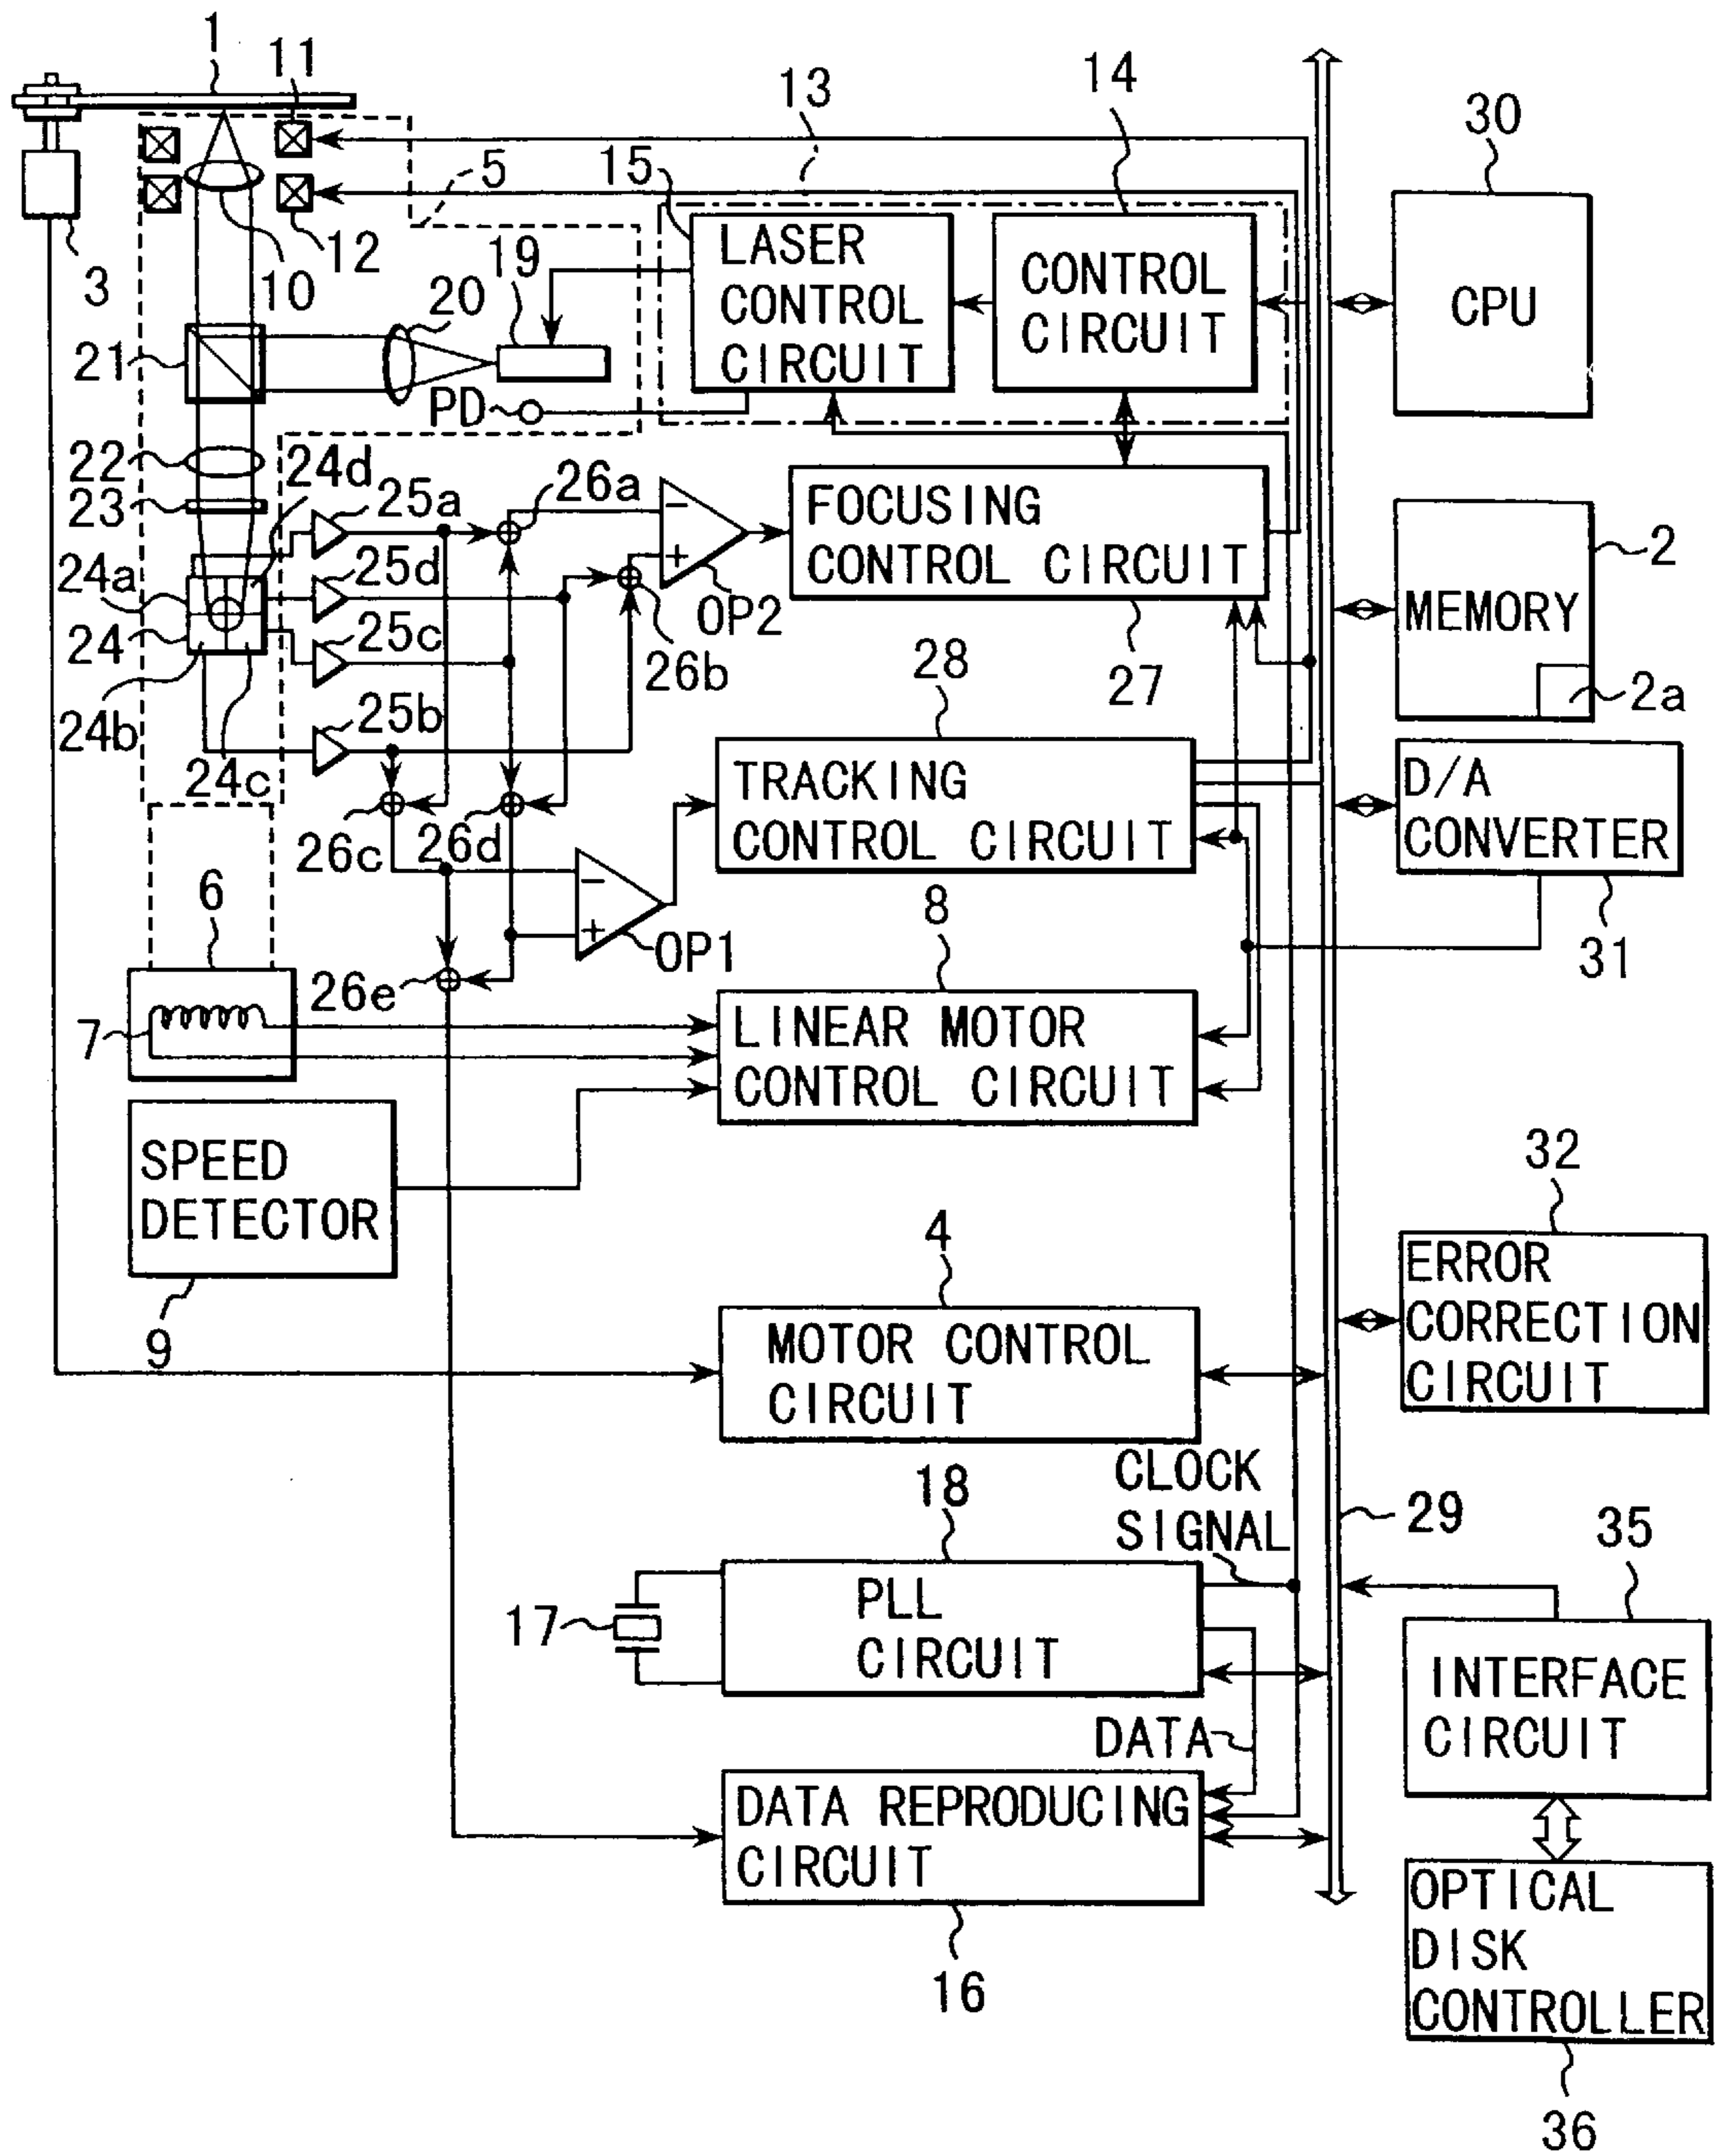 1
11
13
14
30
15
5
LASER
CONTROL
CIRCUIT
CONTROL
CIRCUIT
CPU
3
10
12
19
20
21
PD
22
23
24d
25a
26a
FOCUSING
CONTROL CIRCUIT
2
MEMORY
2a
24a
25d
24
25c
OP2
26b
28
27
24b
25b
24c
TRACKING
CONTROL CIRCUIT
D/A
CONVERTER
26c
26d
6
8
OP1
31
26e
7
LINEAR MOTOR
CONTROL CIRCUIT
SPEED
DETECTOR
9
4
32
ERROR
CORRECTION
CIRCUIT
MOTOR CONTROL
CIRCUIT
CLOCK
SIGNAL
18
29
35
17
PLL
CIRCUIT
INTERFACE
CIRCUIT
DATA
DATA REPRODUCING
CIRCUIT
16
OPTICAL
DISK
CONTROLLER
36